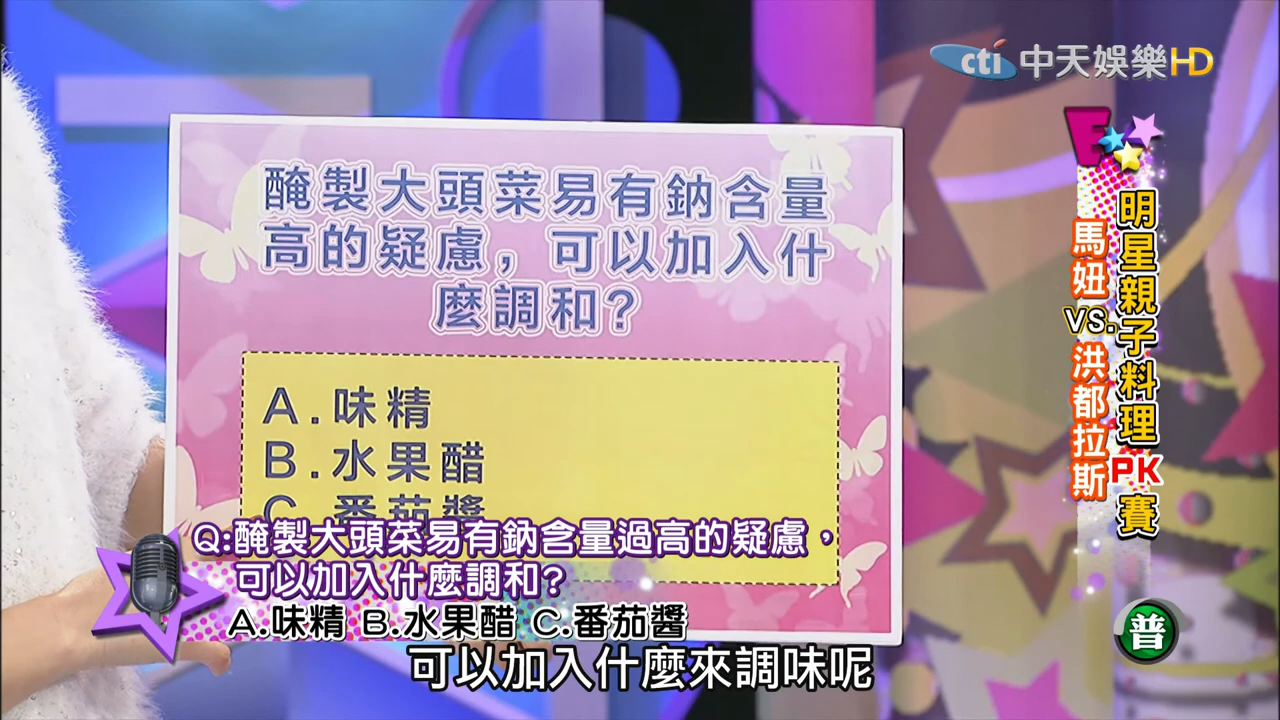 cti 中天娛樂HD
醃製大頭菜易有鈉含量
高的疑慮，可以加入什
麼調和?
A.味精
B.水果醋
C.番茄醬
Q:醃製大頭菜易有鈉含量過高的疑慮，
可以加入什麼調和?
A.味精 B.水果醋 C.番茄醬
可以加入什麼來調味呢
明星親子料理PK賽
馬妞VS.洪都拉斯
普